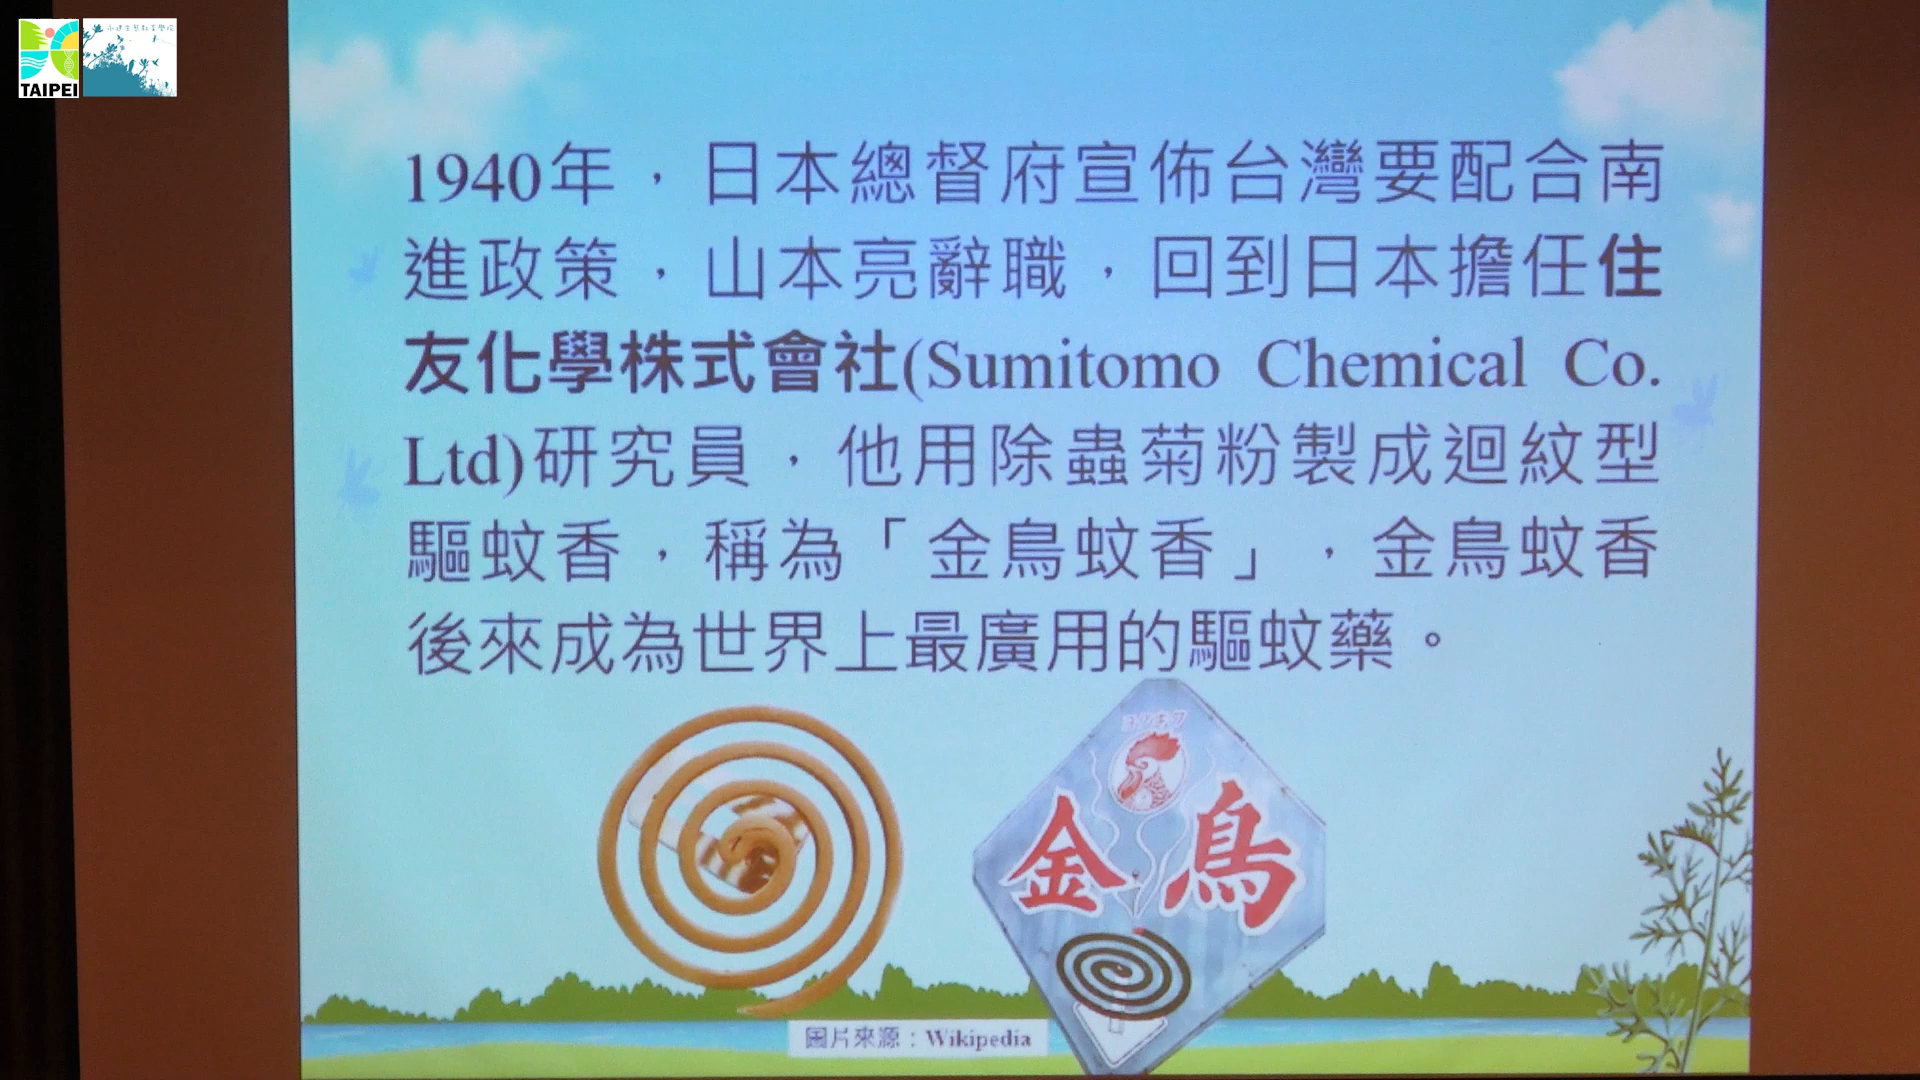 TAIPEI
1940年，日本總督府宣佈台灣要配合南
進政策，山本亮辭職，回到日本擔任住
友化學株式會社(Sumitomo Chemical Co.
Ltd)研究員，他用除蟲菊粉製成迴紋型
驅蚊香，稱為「金鳥蚊香」，金鳥蚊香
後來成為世界上最廣用的驅蚊藥。
金鳥
圖片來源：Wikipedia